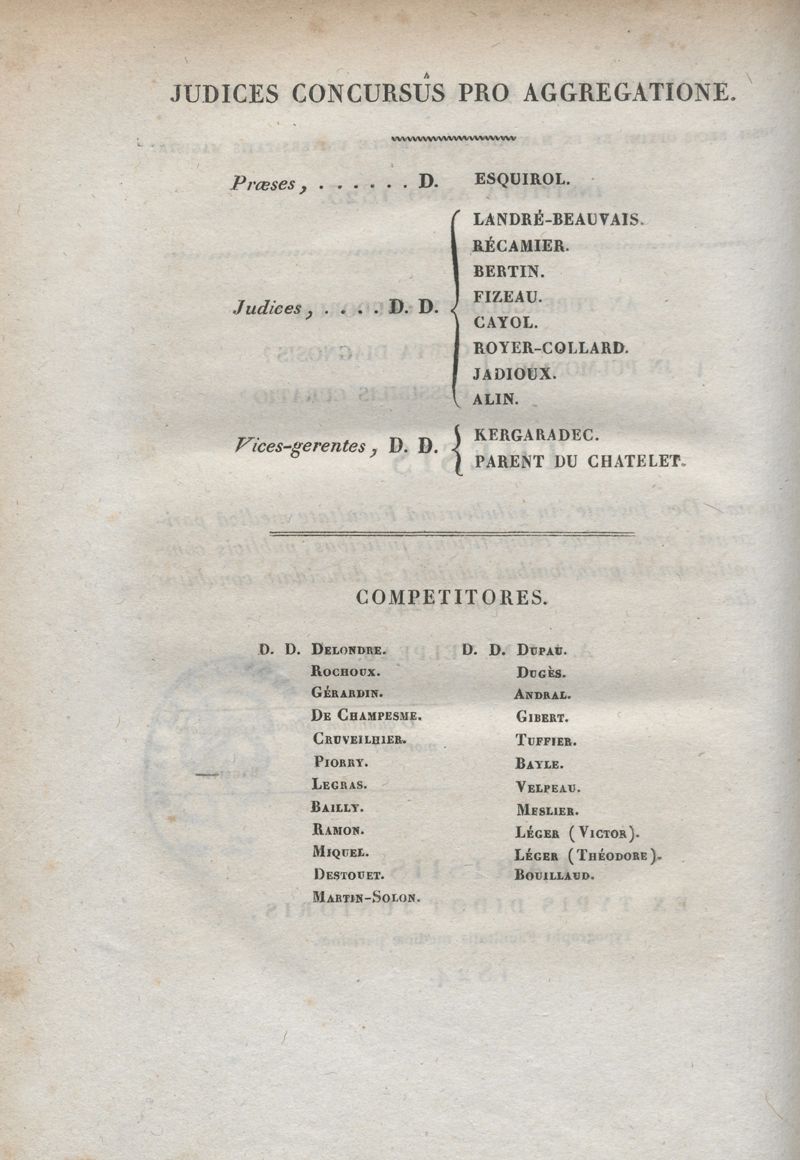 JUDICES CONCURSÛS PRO AGGREGATIONE.
Præses, . . . . . . D. ESQUIROL.
LANDRÉ-BEAUVAIS.
RÉCAMIER.
BERTIN.
FIZEAU.
Judices, . . . . D. D.
CAYOL.
ROYER-COLLARD.
JADIOUX.
ALIN.
Vices-gerentes, D. D.
KERGARADEC.
PARENT DU CHATELET.
COMPETITORES.
D. D. DELONDRE.
ROCHOUX.
GÉRARDIN.
DE CHAMPESME.
CRUVEILHIER.
PIORRY.
LEGRAS.
BAILLY.
RAMON.
MIQUEL.
DESTOUET.
MARTIN-SOLON.
D. D. DUPAU.
DUGÈS.
ANDRAL.
GIBERT.
TUFFIER.
BAYLE.
VELPEAU.
MESLIER.
LÉGER (VICTOR).
LÉGER (THÉODORE).
BOUILLAUD.